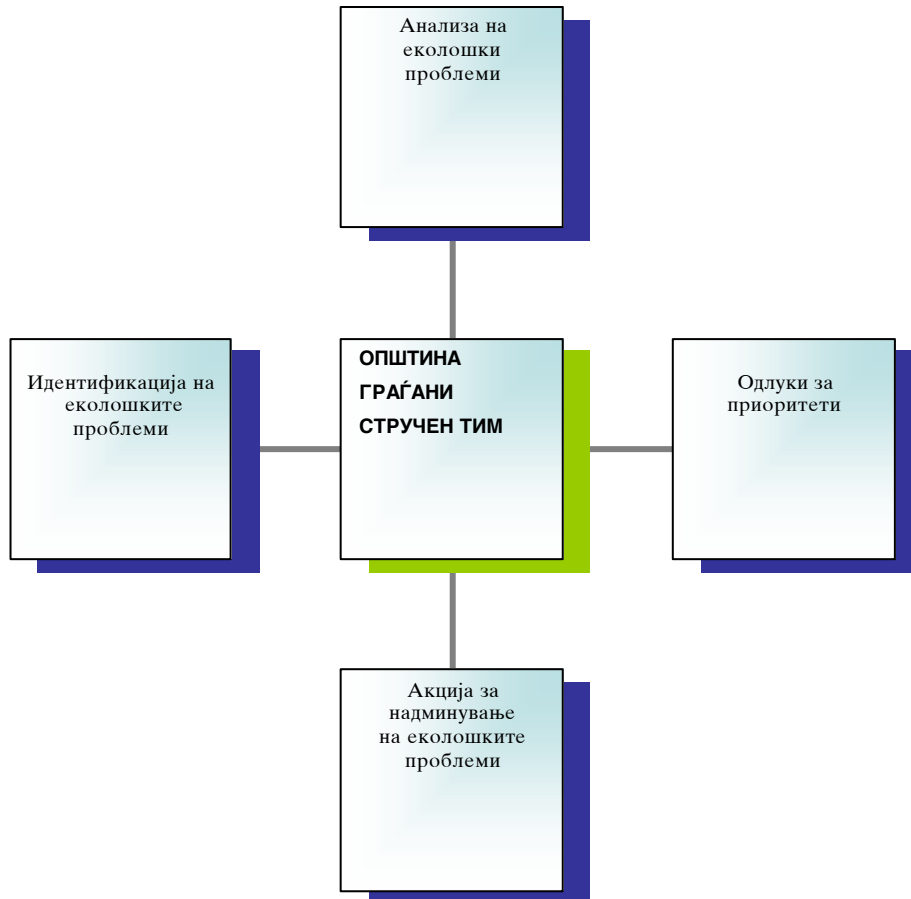 Анализа на
еколошки
проблеми
Идентификација на
еколошките
проблеми
ОПШТИНА
ГРАЃАНИ
СТРУЧЕН ТИМ
Одлуки за
приоритети
Акција за
надминување
на еколошките
проблеми